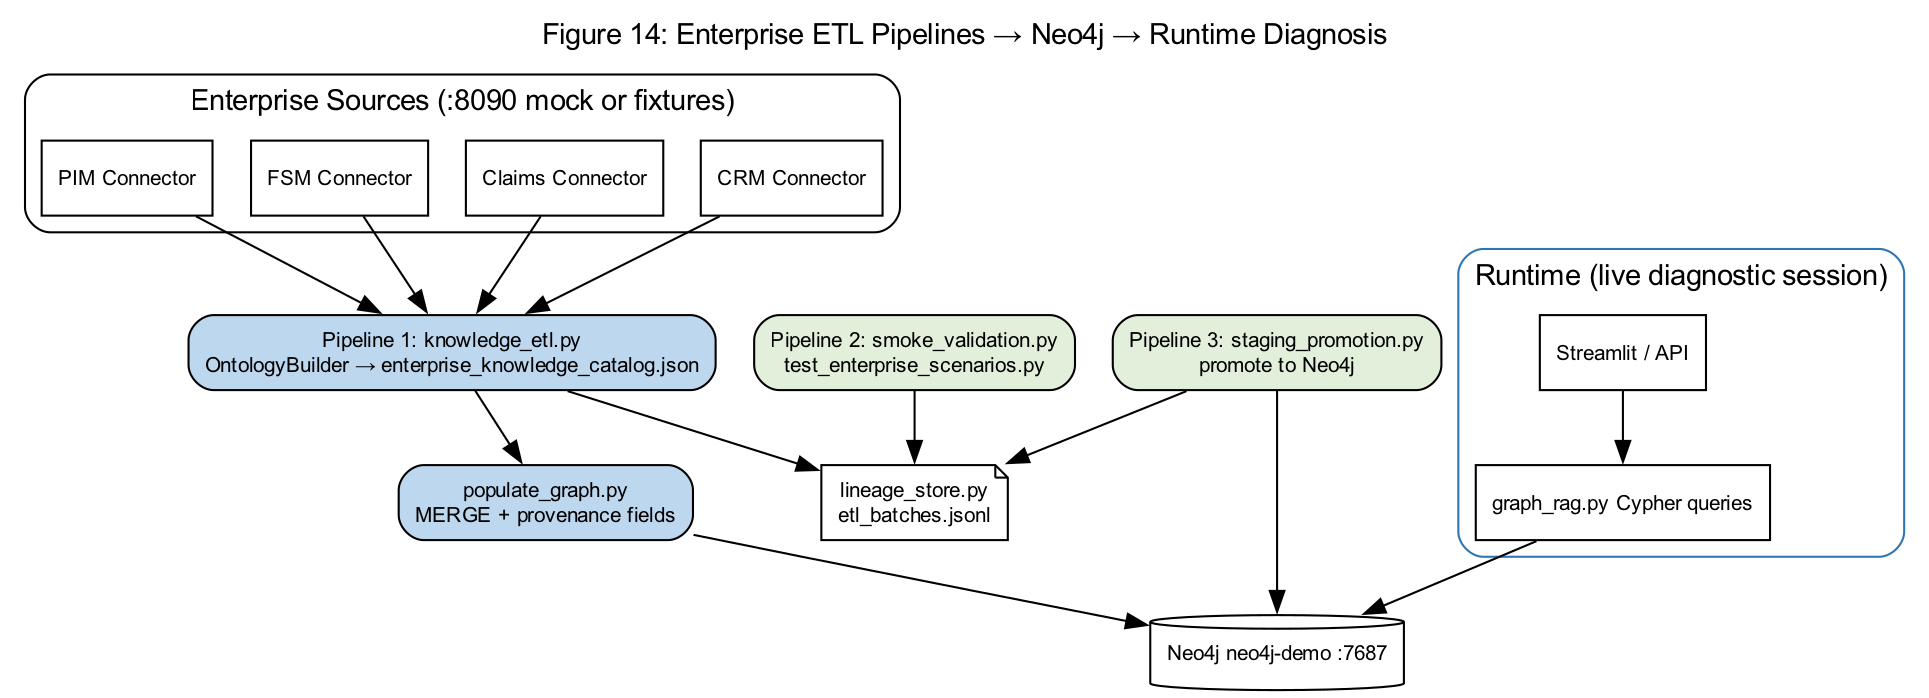 Figure 14: Enterprise ETL Pipelines → Neo4j → Runtime Diagnosis
Enterprise Sources (:8090 mock or fixtures)
PIM Connector
FSM Connector
Claims Connector
CRM Connector
Runtime (live diagnostic session)
Pipeline 1: knowledge_etl.py
OntologyBuilder → enterprise_knowledge_catalog.json
Pipeline 2: smoke_validation.py
test_enterprise_scenarios.py
Pipeline 3: staging_promotion.py
promote to Neo4j
Streamlit / API
populate_graph.py
MERGE + provenance fields
lineage_store.py
etl_batches.jsonl
graph_rag.py Cypher queries
Neo4j neo4j-demo :7687